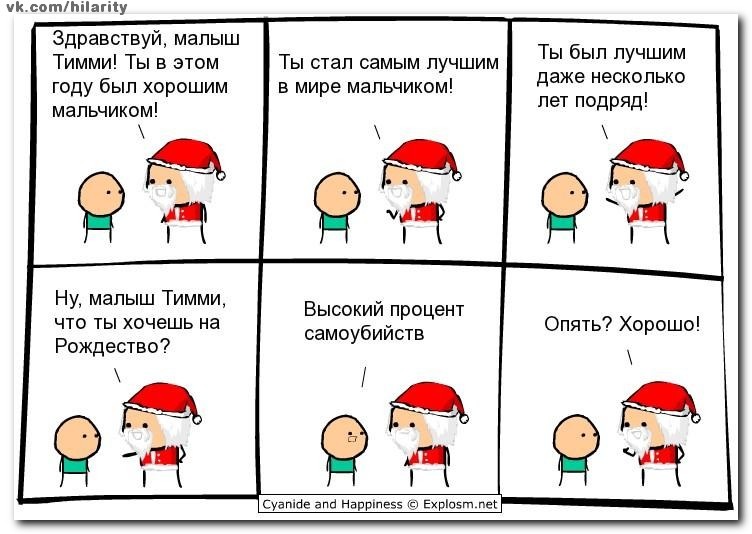 vk.com/hilarity
Здравствуй, малыш
Тимми! Ты в этом
году был хорошим
мальчиком!
Ты стал самым лучшим
в мире мальчиком!
Ты был лучшим
даже несколько
лет подряд!
Ну, малыш Тимми,
что ты хочешь на
Рождество?
Высокий процент
самоубийств
Опять? Хорошо!
Cyanide and Happiness © Explosm.net